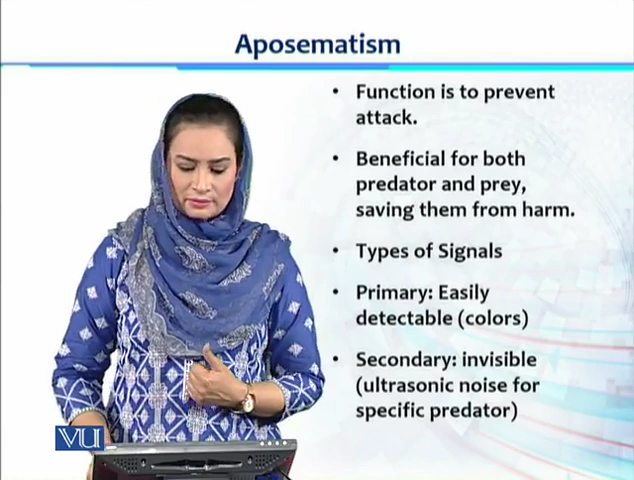 Aposematism
• Function is to prevent
attack.
• Beneficial for both
predator and prey,
saving them from harm.
• Types of Signals
• Primary: Easily
detectable (colors)
• Secondary: invisible
(ultrasonic noise for
specific predator)
VU